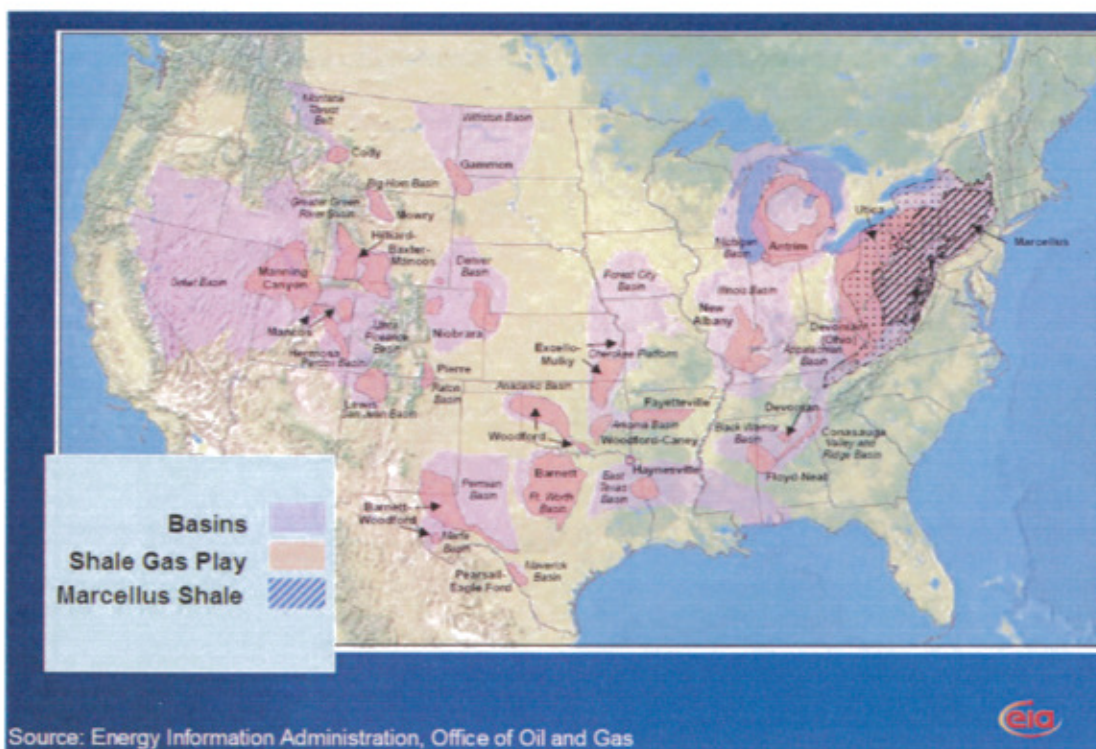 Montana
Thrust
Belt
Cody
Williston Basin
Gammon
Big Horn Basin
Mowry
Greater Green
River Basin
Hilliard-
Baxter-
Mancos
Manning
Canyon
Great Basin
Mancos
Uinta
Piceance
Basin
Hermosa
Paradox Basin
Lewis
San Juan Basin
Denver
Basin
Niobrara
Pierre
Raton
Basin
Anadarko Basin
Woodford
Excello-
Mulky
Cherokee Platform
Forest City
Basin
Michigan
Basin
Antrim
Illinois Basin
New
Albany
Utica
Marcellus
Devonian
(Ohio)
Appalachian
Basin
Fayetteville
Arkoma Basin
Woodford-Caney
Devonian
Black Warrior
Basin
Conasauga
Valley and
Ridge Basin
Floyd-Neal
Haynesville
East
Texas
Basin
Barnett
Ft. Worth
Basin
Permian
Basin
Barnett-
Woodford
Marfa
Basin
Pearsall-
Eagle Ford
Maverick
Basin
Basins
Shale Gas Play
Marcellus Shale
eia
Source: Energy Information Administration, Office of Oil and Gas